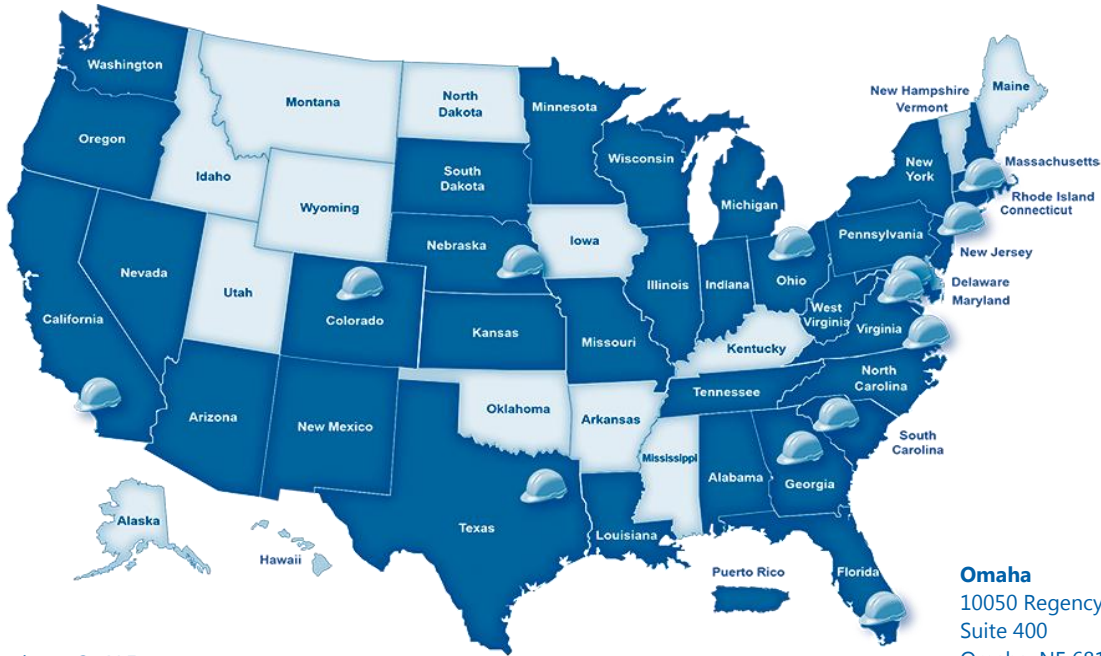 Washington
Montana
North
Dakota
Minnesota
New Hampshire
Vermont
Maine
Oregon
Idaho
South
Dakota
Wisconsin
Michigan
New
York
Massachusetts
Rhode Island
Connecticut
Wyoming
Nebraska
Iowa
Pennsylvania
New Jersey
Nevada
Utah
Colorado
Illinois
Indiana
Ohio
Delaware
Maryland
California
Kansas
Missouri
West
Virginia
Virginia
Kentucky
North
Carolina
Tennessee
Arizona
New Mexico
Oklahoma
Arkansas
South
Carolina
Mississippi
Alabama
Georgia
Alaska
Texas
Louisiana
Hawaii
Puerto Rico
Florida
Omaha
10050 Regency
Suite 400